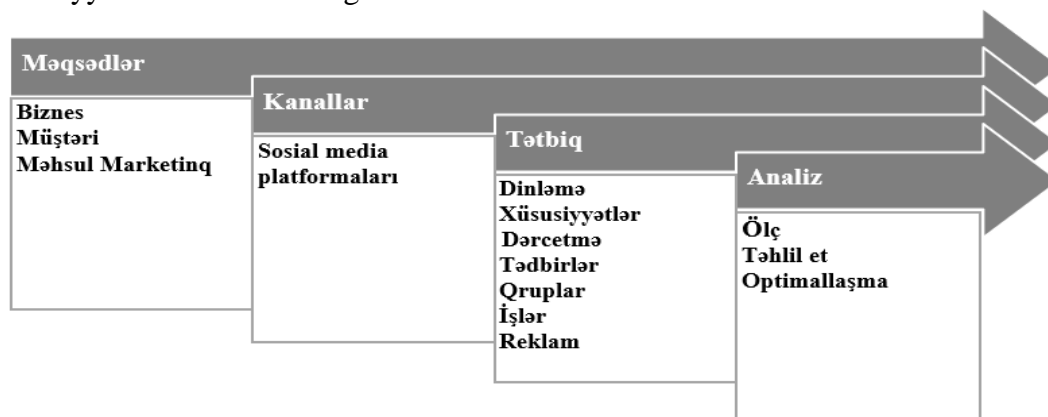 Məqsədlər
Biznes
Müştəri
Məhsul Marketinq
Kanallar
Sosial media
platformaları
Tətbiq
Dinləmə
Xüsusiyyətlər
Dərcetmə
Tədbirlər
Qruplar
İşlər
Reklam
Analiz
Ölç
Təhlil et
Optimallaşma